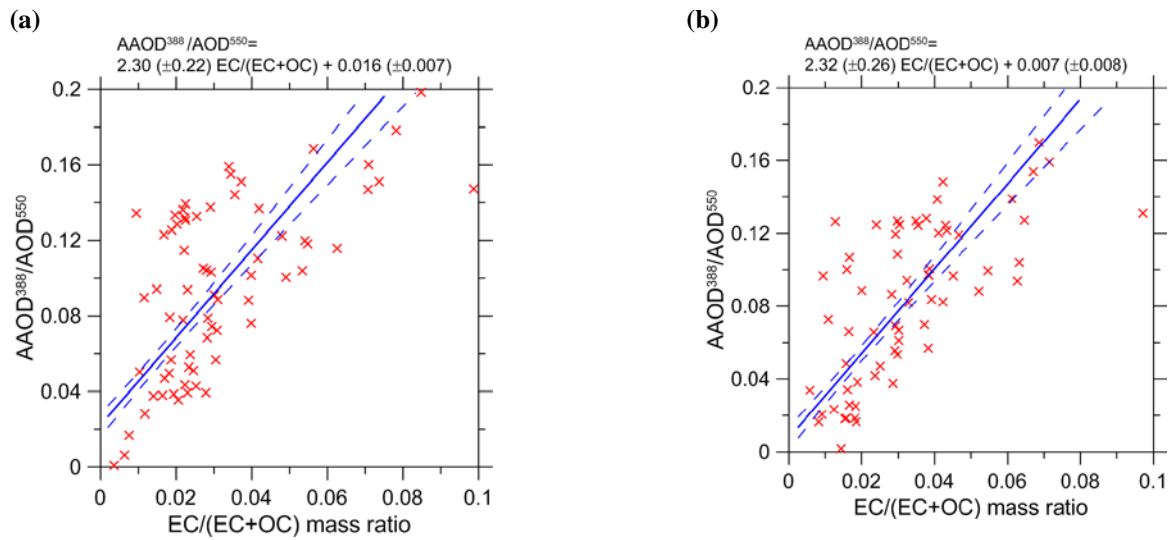 (a)
AAOD³⁸⁸/AOD⁵⁵⁰=
2.30 (±0.22) EC/(EC+OC) + 0.016 (±0.007)
0.2
0.16
0.12
0.08
0.04
0
AAOD³⁸⁸/AOD⁵⁵⁰
0 0.02 0.04 0.06 0.08 0.1
EC/(EC+OC) mass ratio
(b)
AAOD³⁸⁸/AOD⁵⁵⁰=
2.32 (±0.26) EC/(EC+OC) + 0.007 (±0.008)
0.2
0.16
0.12
0.08
0.04
0
AAOD³⁸⁸/AOD⁵⁵⁰
0 0.02 0.04 0.06 0.08 0.1
EC/(EC+OC) mass ratio